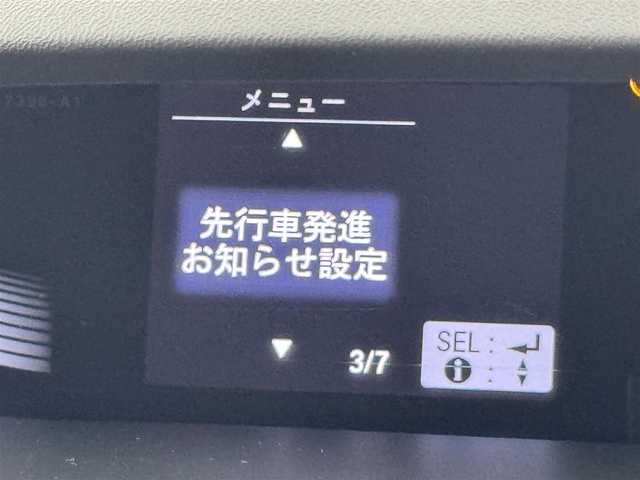 メニュー
先行車発進
お知らせ設定
3/7
SEL :
i :